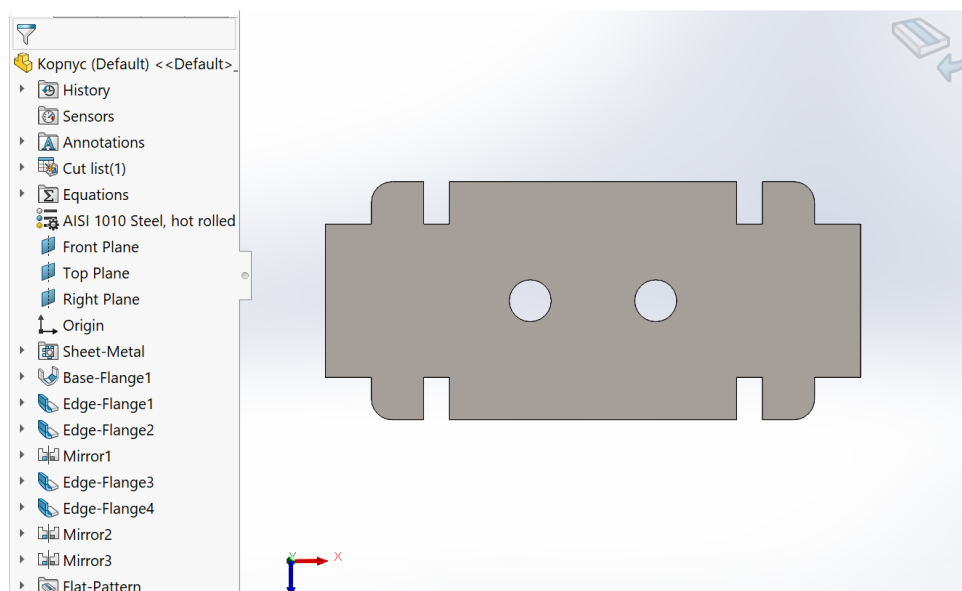 Корпус (Default) <<Default>_
History
Sensors
Annotations
Cut list(1)
Equations
AISI 1010 Steel, hot rolled
Front Plane
Top Plane
Right Plane
Origin
Sheet-Metal
Base-Flange1
Edge-Flange1
Edge-Flange2
Mirror1
Edge-Flange3
Edge-Flange4
Mirror2
Mirror3
Flat-Pattern
Y
X